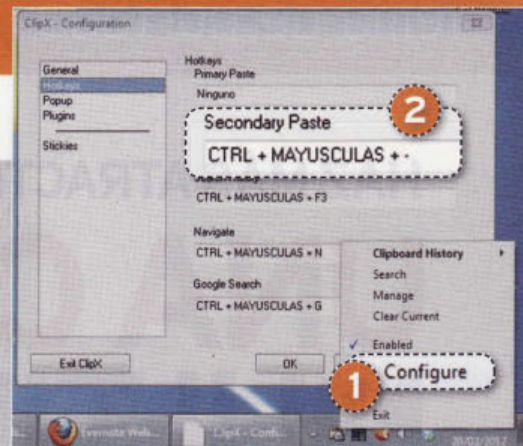 ClipX - Configuration
General
Hotkeys
Popup
Plugins
Stickies
Hotkeys
Primary Paste
Ninguno
2
Secondary Paste
CTRL + MAYUSCULAS + ·
CTRL + MAYUSCULAS + F3
Navigate
CTRL + MAYUSCULAS + N
Google Search
CTRL + MAYUSCULAS + G
Exit ClipX
OK
Clipboard History
Search
Manage
Clear Current
Enabled
1
Configure
Exit
Evernote Web...
ClipX - Confi...